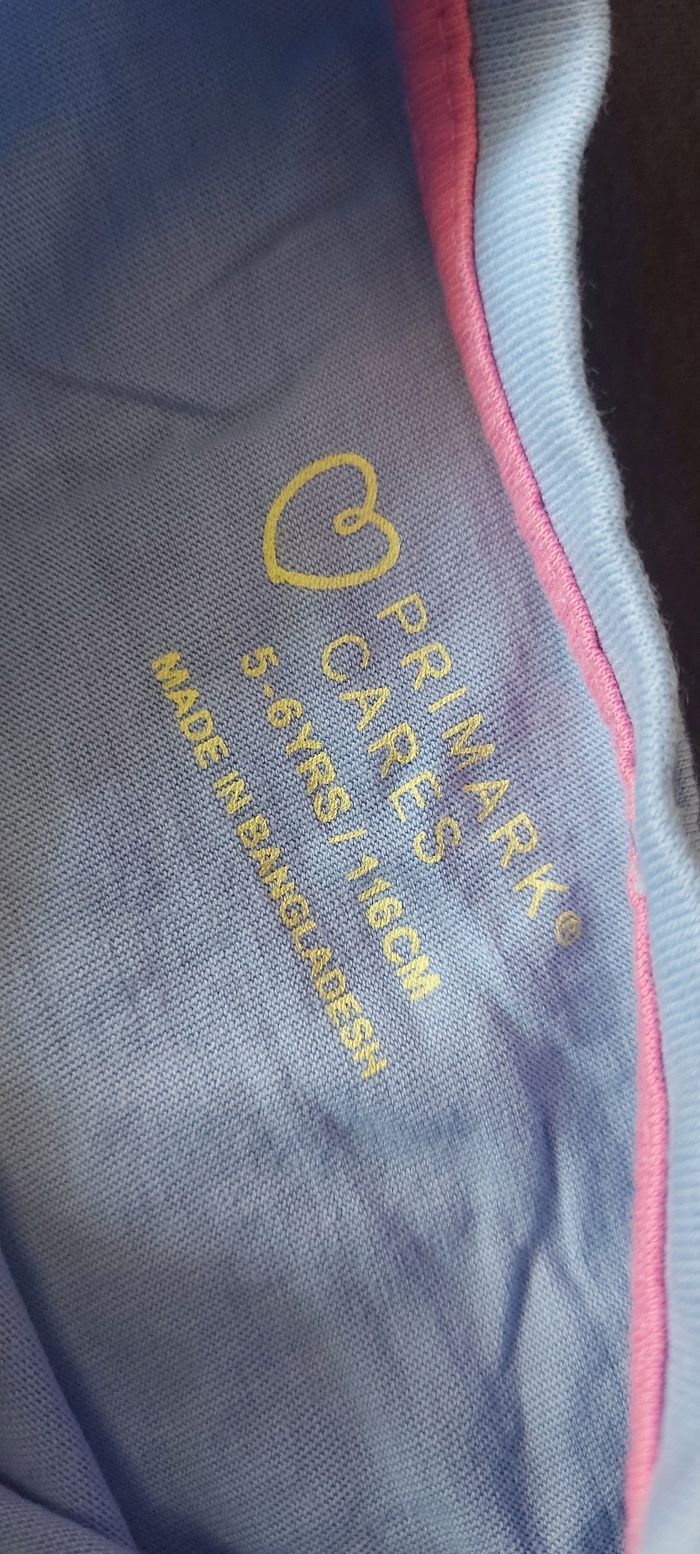 PRIMARK®
CARES
5-6YRS / 116CM
MADE IN BANGLADESH